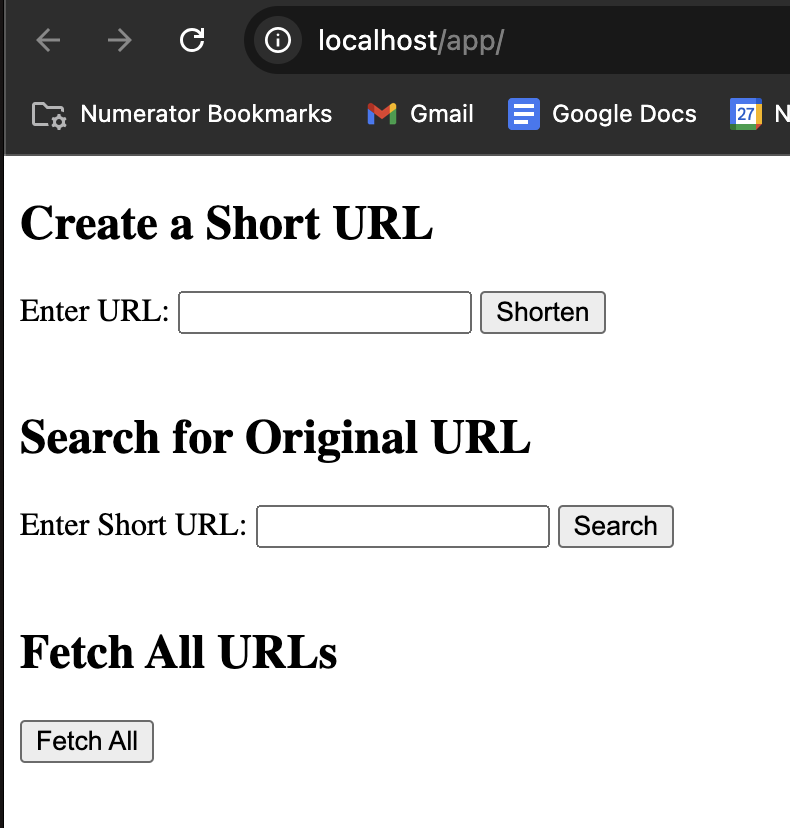 localhost/app/
Numerator Bookmarks Gmail Google Docs 27 N
Create a Short URL
Enter URL: Shorten
Search for Original URL
Enter Short URL: Search
Fetch All URLs
Fetch All